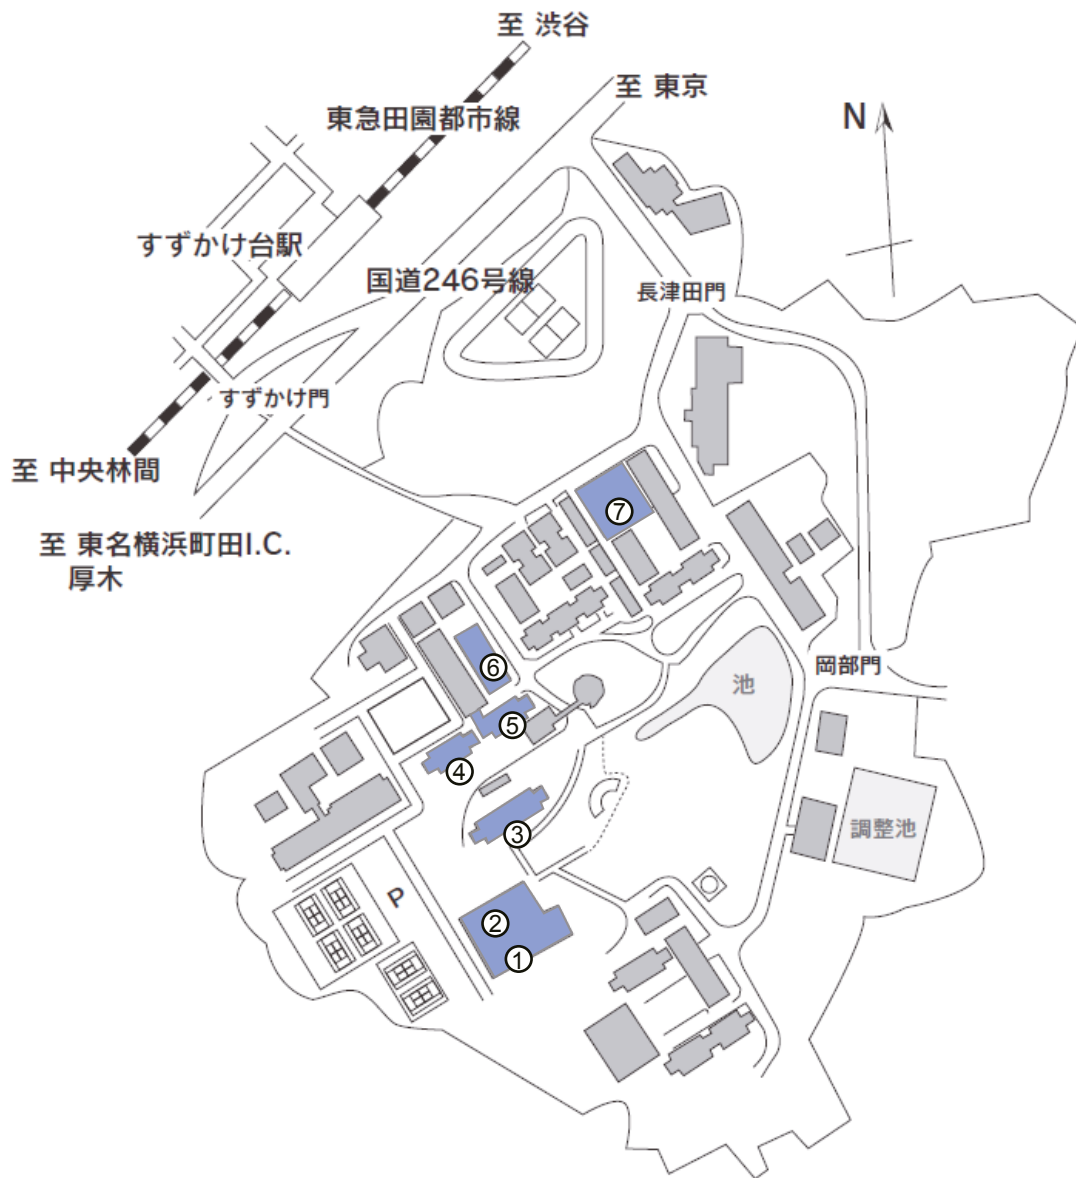 至 渋谷
至 東京
東急田園都市線
N
すずかけ台駅
国道246号線
長津田門
すずかけ門
至 中央林間
至 東名横浜町田I.C.
厚木
⑦
岡部門
⑥
池
⑤
④
③
調整池
P
②
①